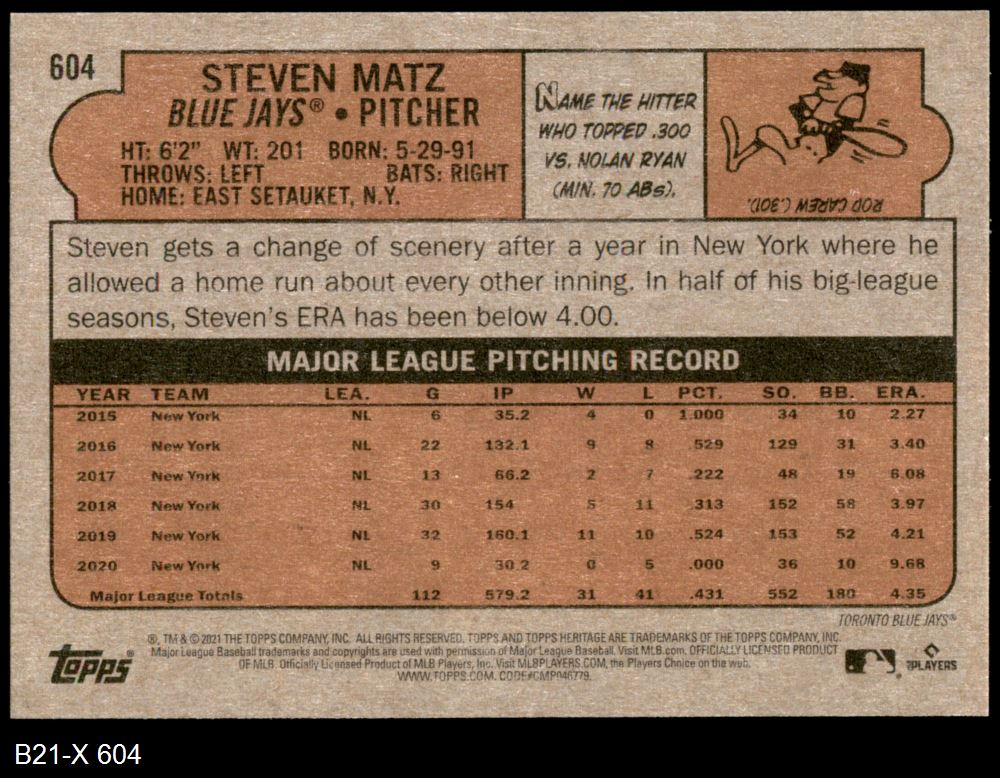 604
STEVEN MATZ
BLUE JAYS® • PITCHER
HT: 6'2" WT: 201 BORN: 5-29-91
THROWS: LEFT BATS: RIGHT
HOME: EAST SETAUKET, N.Y.
NAME THE HITTER
WHO TOPPED .300
VS. NOLAN RYAN
(MIN. 70 ABs).
ROD CAREW (.301).
Steven gets a change of scenery after a year in New York where he
allowed a home run about every other inning. In half of his big-league
seasons, Steven's ERA has been below 4.00.
MAJOR LEAGUE PITCHING RECORD
YEAR TEAM LEA. G IP W L PCT. SO. BB. ERA.
2015 New York NL 6 35.2 4 0 1.000 34 10 2.27
2016 New York NL 22 132.1 9 8 .529 129 31 3.40
2017 New York NL 13 66.2 2 7 .222 48 19 6.08
2018 New York NL 30 154 5 11 .313 152 58 3.97
2019 New York NL 32 160.1 11 10 .524 153 52 4.21
2020 New York NL 9 30.2 0 5 .000 36 10 9.68
Major League Totals 112 579.2 31 41 .431 552 180 4.35
TORONTO BLUE JAYS®
®, TM & © 2021 THE TOPPS COMPANY, INC. ALL RIGHTS RESERVED. TOPPS AND TOPPS HERITAGE ARE TRADEMARKS OF THE TOPPS COMPANY, INC.
Major League Baseball trademarks and copyrights are used with permission of Major League Baseball. Visit MLB.com. OFFICIALLY LICENSED PRODUCT
OF MLB. Officially Licensed Product of MLB Players, Inc. Visit MLBPLAYERS.COM, the Players Choice on the web.
WWW.TOPPS.COM. CODE#CMP046779.
Topps®
PLAYERS
B21-X 604